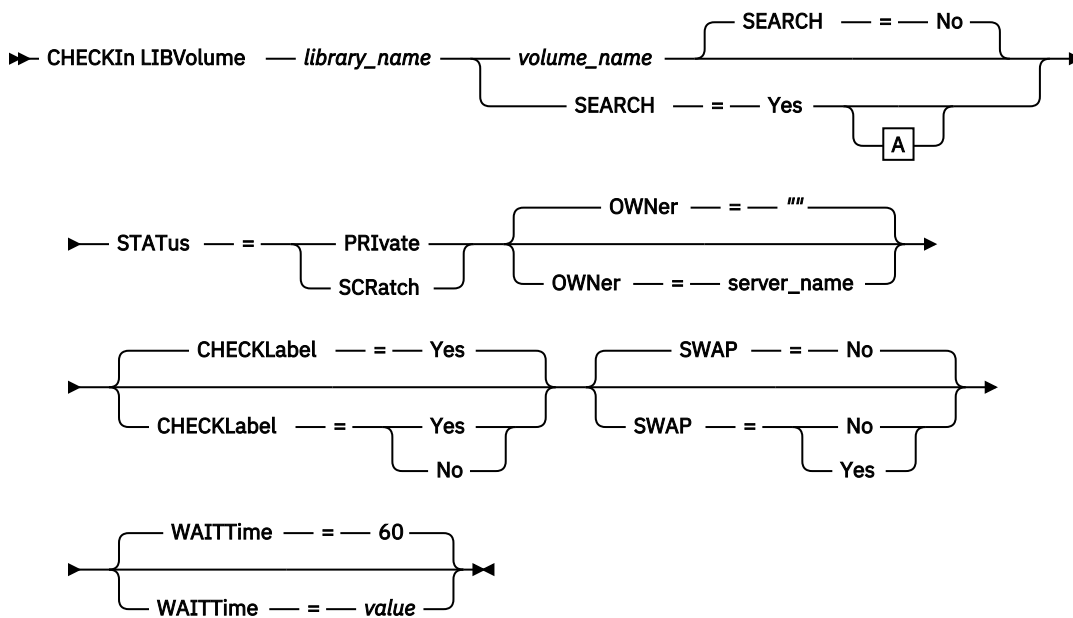 SEARCH = No
CHECKIn LIBVolume library_name volume_name
SEARCH = Yes
A
OWNer = ""
STATus = PRIvate
SCRatch OWNer = server_name
CHECKLabel = Yes SWAP = No
CHECKLabel = Yes SWAP = No
No Yes
WAITTime = 60
WAITTime = value